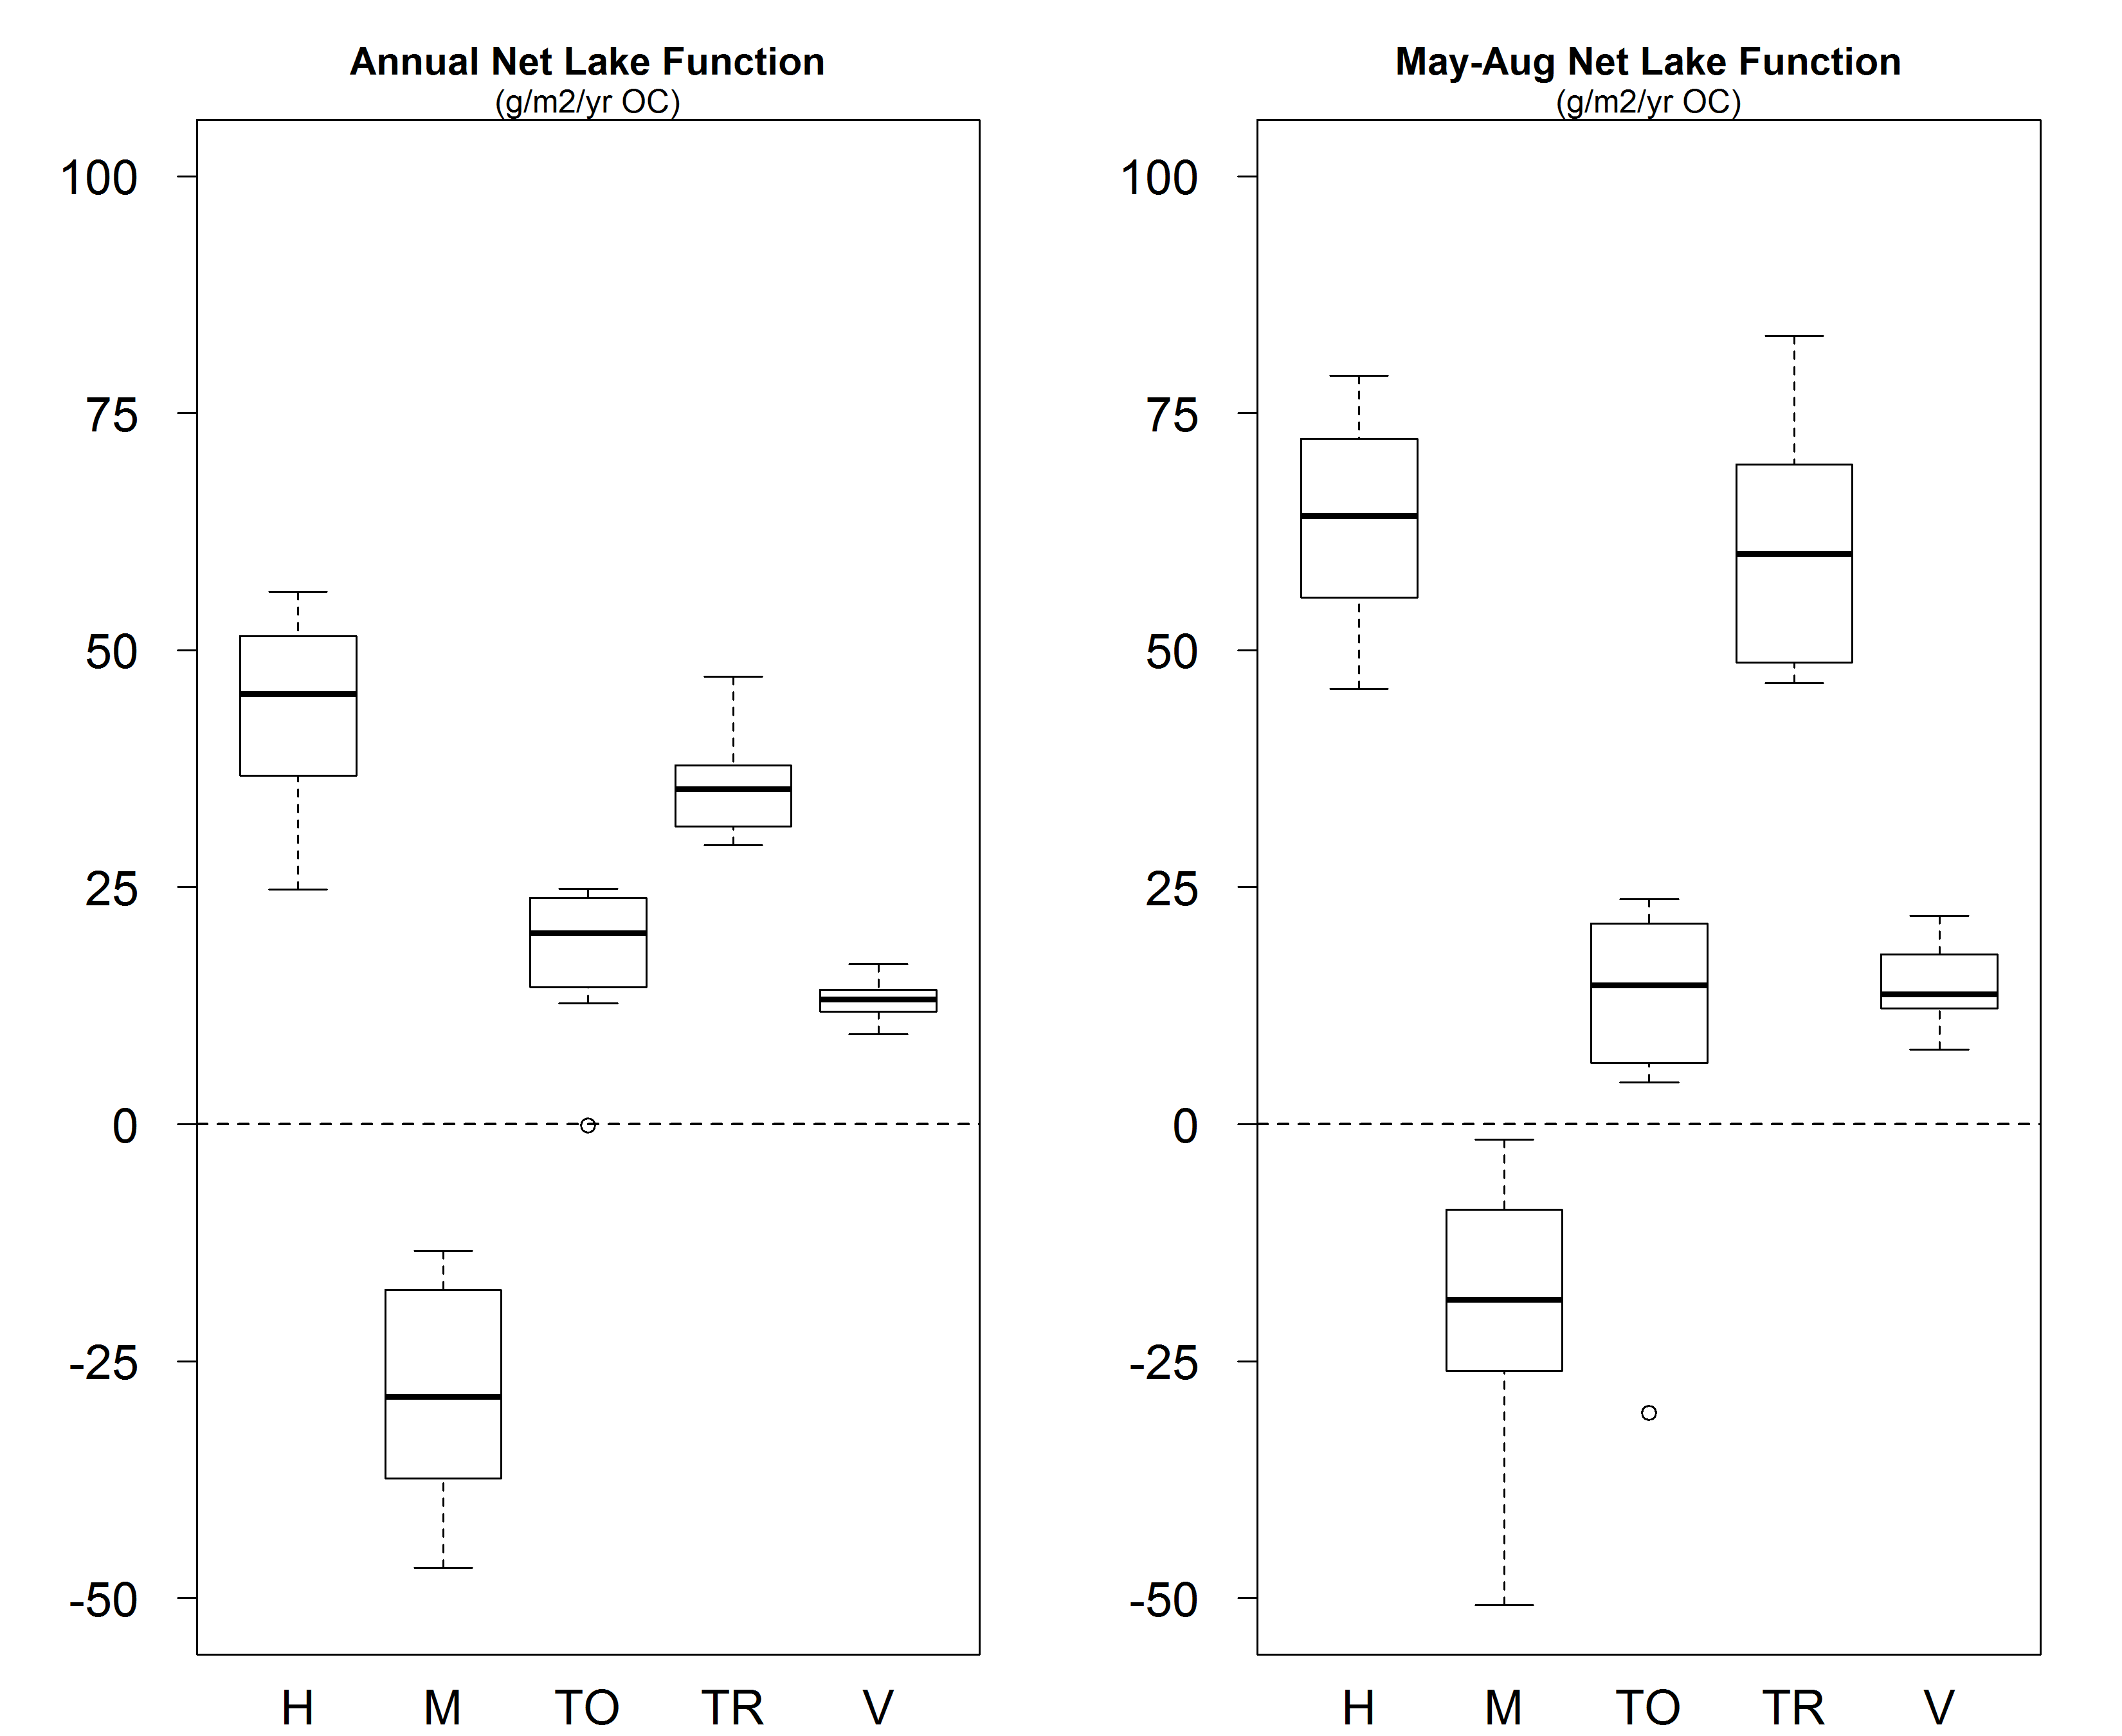 Annual Net Lake Function
(g/m2/yr OC)
100
75
50
25
0
-25
-50
H M TO TR V
May-Aug Net Lake Function
(g/m2/yr OC)
100
75
50
25
0
-25
-50
H M TO TR V